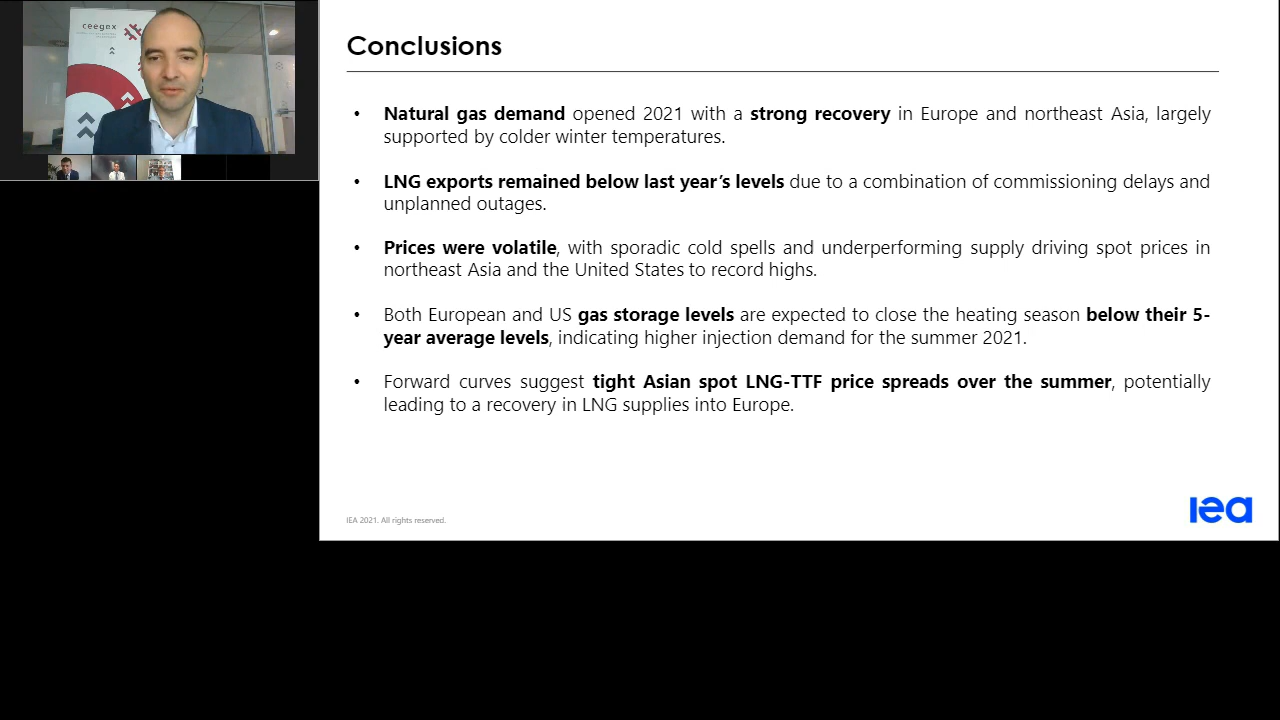 ceegex
Conclusions
• Natural gas demand opened 2021 with a strong recovery in Europe and northeast Asia, largely
supported by colder winter temperatures.
• LNG exports remained below last year’s levels due to a combination of commissioning delays and
unplanned outages.
• Prices were volatile, with sporadic cold spells and underperforming supply driving spot prices in
northeast Asia and the United States to record highs.
• Both European and US gas storage levels are expected to close the heating season below their 5-
year average levels, indicating higher injection demand for the summer 2021.
• Forward curves suggest tight Asian spot LNG-TTF price spreads over the summer, potentially
leading to a recovery in LNG supplies into Europe.
IEA 2021. All rights reserved.
iea